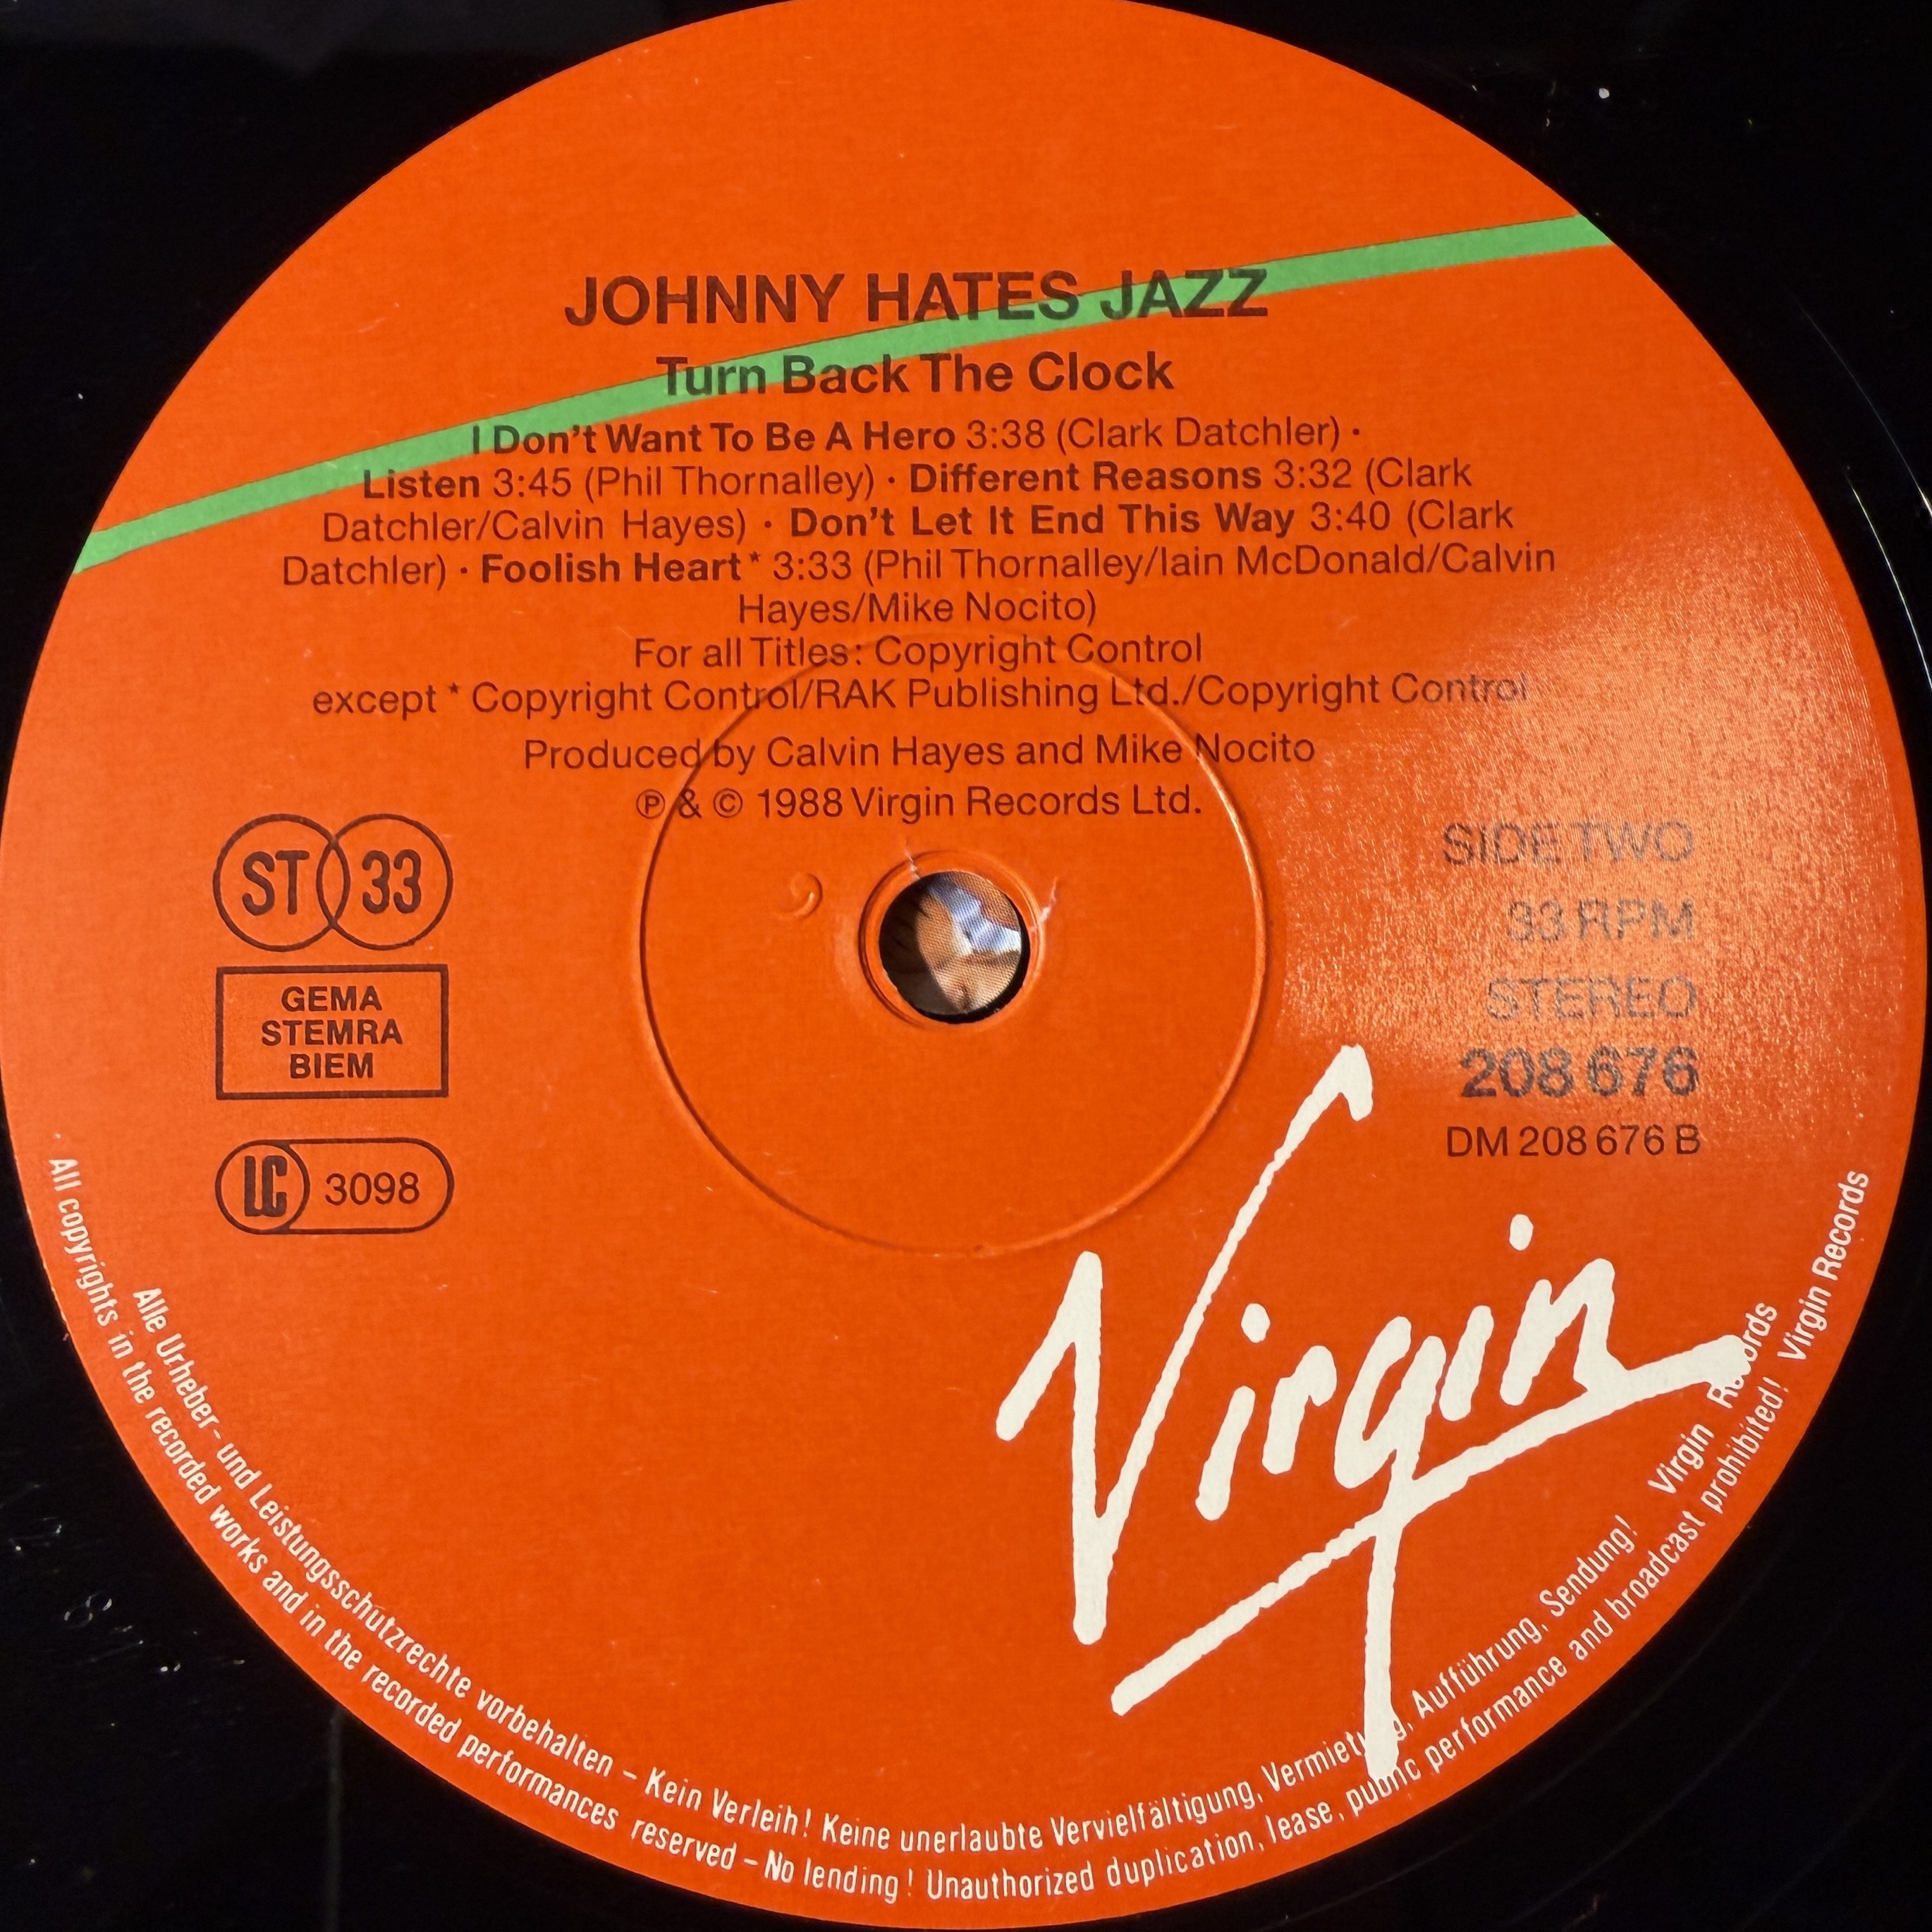 JOHNNY HATES JAZZ
Turn Back The Clock
I Don't Want To Be A Hero 3:38 (Clark Datchler) ·
Listen 3:45 (Phil Thornalley) · Different Reasons 3:32 (Clark
Datchler/Calvin Hayes) · Don't Let It End This Way 3:40 (Clark
Datchler) · Foolish Heart* 3:33 (Phil Thornalley/Iain McDonald/Calvin
Hayes/Mike Nocito)
For all Titles: Copyright Control
except * Copyright Control/RAK Publishing Ltd./Copyright Control
Produced by Calvin Hayes and Mike Nocito
℗ & © 1988 Virgin Records Ltd.
ST 33
GEMA
STEMRA
BIEM
LC 3098
SIDE TWO
33 RPM
STEREO
208 676
DM 208 676 B
Virgin
Alle Urheber- und Leistungsschutzrechte vorbehalten – Kein Verleih! Keine unerlaubte Vervielfältigung, Vermietung, Aufführung, Sendung! Virgin Records
All copyrights in the recorded works and in the recorded performances reserved – No lending! Unauthorized duplication, lease, public performance and broadcast prohibited! Virgin Records